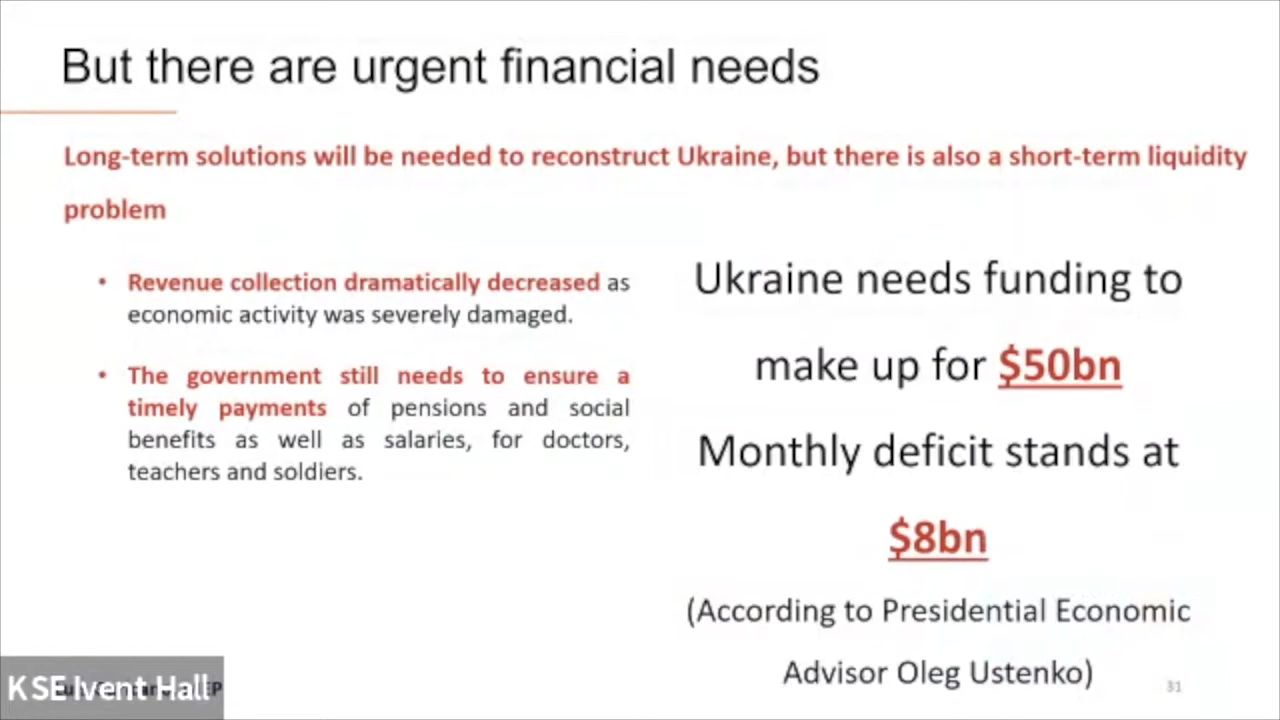 But there are urgent financial needs
Long-term solutions will be needed to reconstruct Ukraine, but there is also a short-term liquidity
problem
• Revenue collection dramatically decreased as
economic activity was severely damaged.
• The government still needs to ensure a
timely payments of pensions and social
benefits as well as salaries, for doctors,
teachers and soldiers.
Ukraine needs funding to
make up for $50bn
Monthly deficit stands at
$8bn
(According to Presidential Economic
Advisor Oleg Ustenko)
KSE Ivent Hall
31